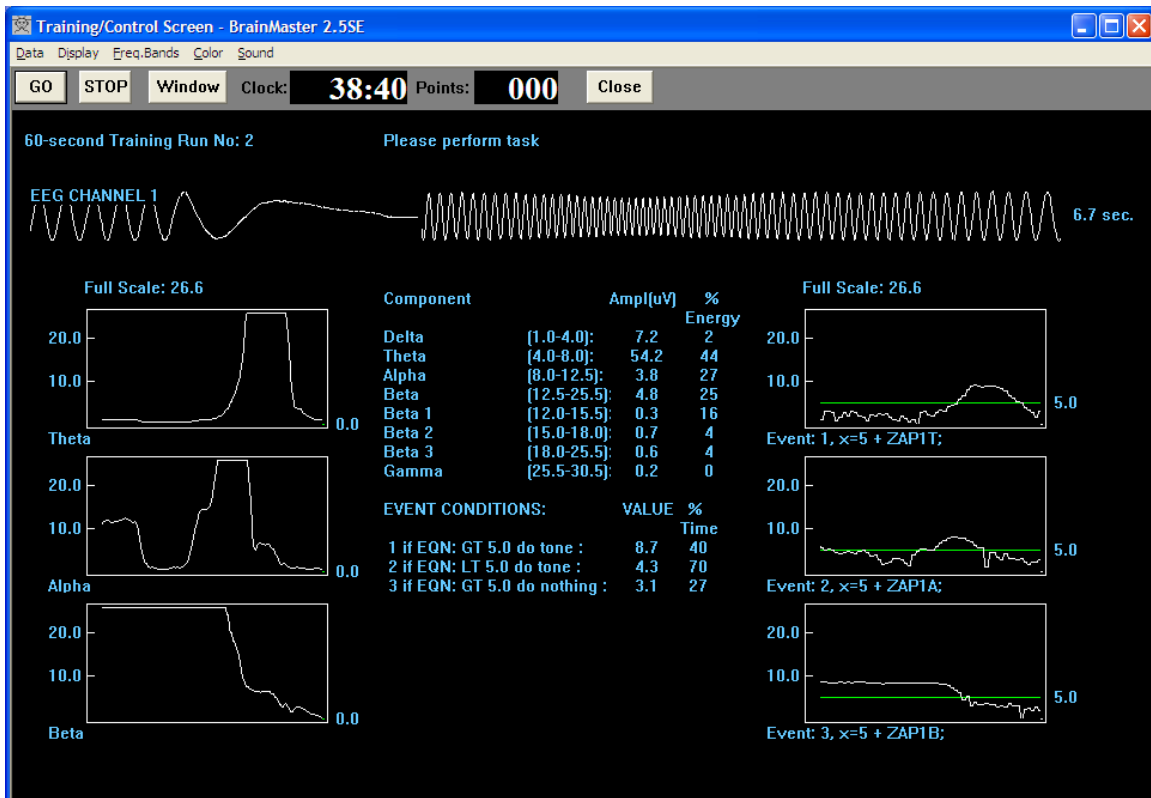 Training/Control Screen - BrainMaster 2.5SE
Data Display Freq.Bands Color Sound
GO STOP Window Clock: 38:40 Points: 000 Close
60-second Training Run No: 2 Please perform task
EEG CHANNEL 1
6.7 sec.
Full Scale: 26.6
20.0
10.0
0.0
Theta
20.0
10.0
0.0
Alpha
20.0
10.0
0.0
Beta
Component Ampl(uV) %
Energy
Delta (1.0-4.0): 7.2 2
Theta (4.0-8.0): 54.2 44
Alpha (8.0-12.5): 3.8 27
Beta (12.5-25.5): 4.8 25
Beta 1 (12.0-15.5): 0.3 16
Beta 2 (15.0-18.0): 0.7 4
Beta 3 (18.0-25.5): 0.6 4
Gamma (25.5-30.5): 0.2 0
EVENT CONDITIONS: VALUE %
Time
1 if EQN: GT 5.0 do tone : 8.7 40
2 if EQN: LT 5.0 do tone : 4.3 70
3 if EQN: GT 5.0 do nothing : 3.1 27
Full Scale: 26.6
20.0
10.0
5.0
Event: 1, x=5 + ZAP1T;
20.0
10.0
5.0
Event: 2, x=5 + ZAP1A;
20.0
10.0
5.0
Event: 3, x=5 + ZAP1B;